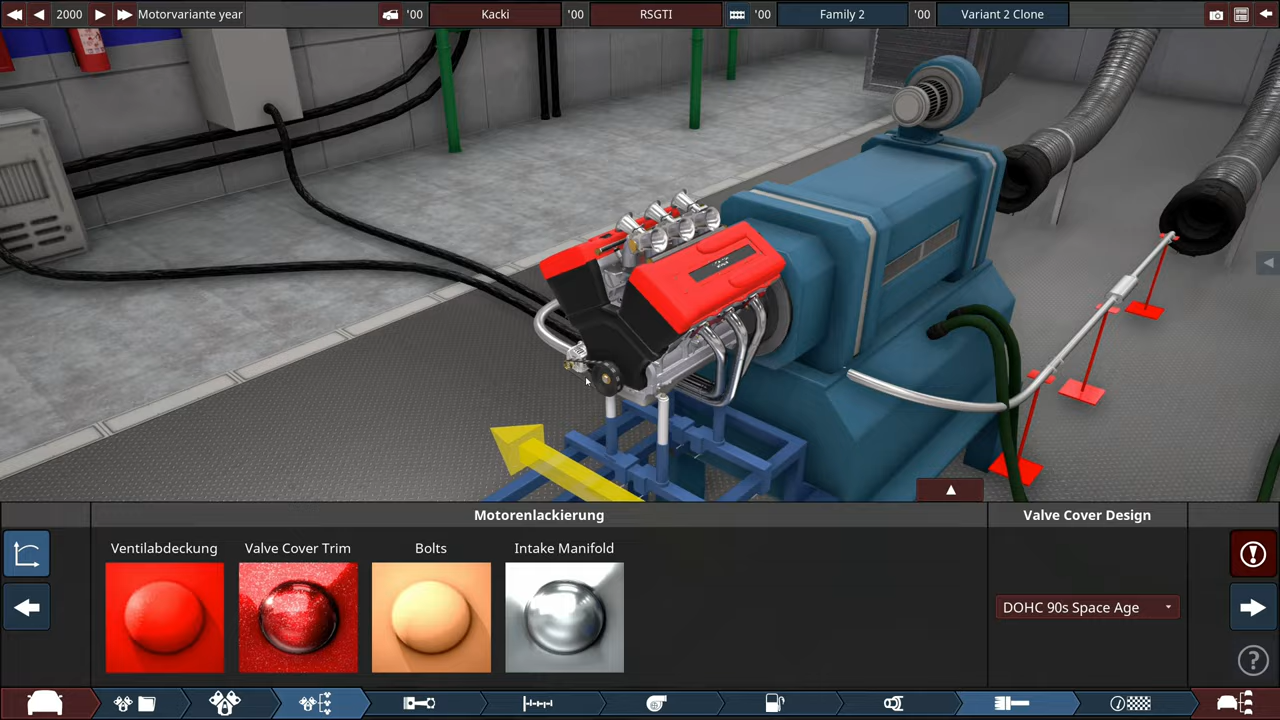 2000 Motorvariante year '00 Kacki '00 RSGTI '00 Family 2 '00 Variant 2 Clone
Motorenlackierung
Valve Cover Design
Ventilabdeckung Valve Cover Trim Bolts Intake Manifold
DOHC 90s Space Age